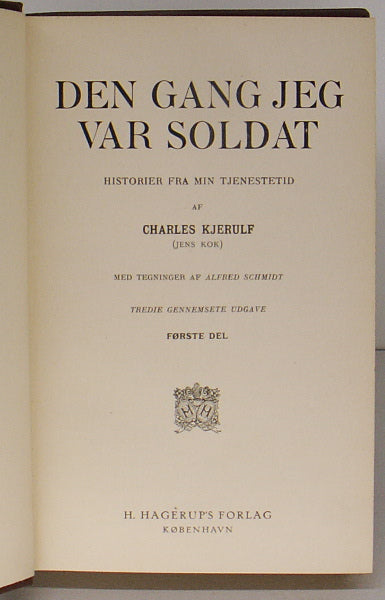 DEN GANG JEG
VAR SOLDAT
HISTORIER FRA MIN TJENESTETID
AF
CHARLES KJERULF
(JENS KOK)
MED TEGNINGER AF ALFRED SCHMIDT
TREDIE GENNEMSETE UDGAVE
FØRSTE DEL
H H
H. HAGERUP'S FORLAG
KØBENHAVN